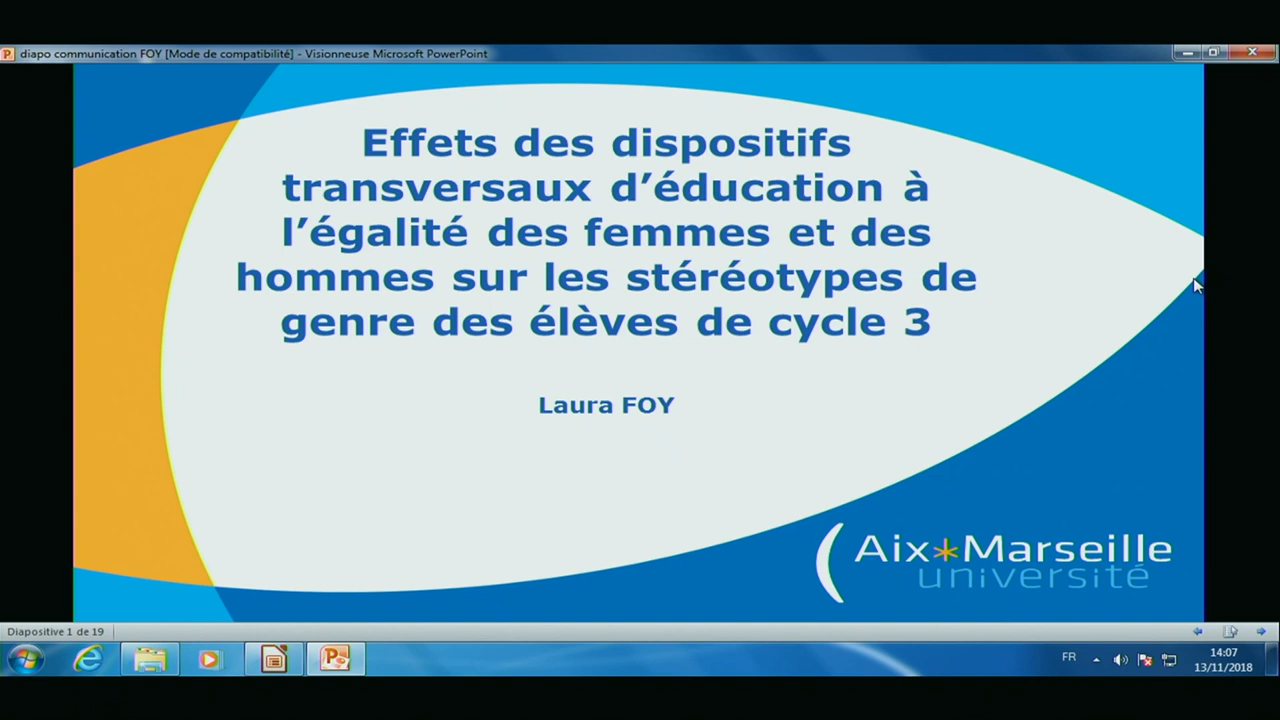 diapo communication FOY [Mode de compatibilité] - Visionneuse Microsoft PowerPoint
Effets des dispositifs
transversaux d’éducation à
l’égalité des femmes et des
hommes sur les stéréotypes de
genre des élèves de cycle 3
Laura FOY
Aix*Marseille
université
Diapositive 1 de 19
FR
14:07
13/11/2018